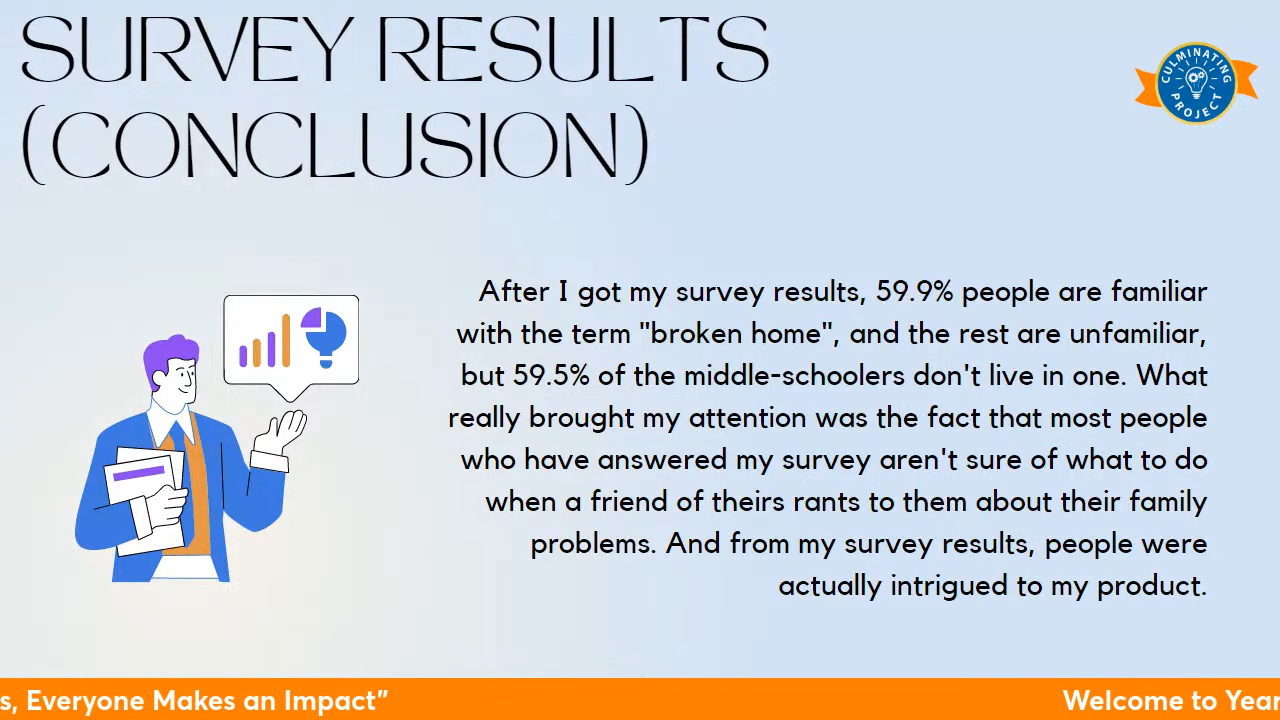 SURVEY RESULTS
(CONCLUSION)
CULMINATING
PROJECT
After I got my survey results, 59.9% people are familiar
with the term "broken home", and the rest are unfamiliar,
but 59.5% of the middle-schoolers don't live in one. What
really brought my attention was the fact that most people
who have answered my survey aren't sure of what to do
when a friend of theirs rants to them about their family
problems. And from my survey results, people were
actually intrigued to my product.
s, Everyone Makes an Impact”
Welcome to Year